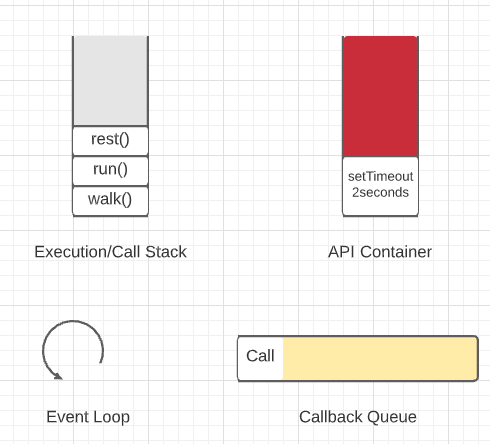 rest()
run()
walk()
setTimeout
2seconds
Execution/Call Stack
API Container
Call
Event Loop
Callback Queue